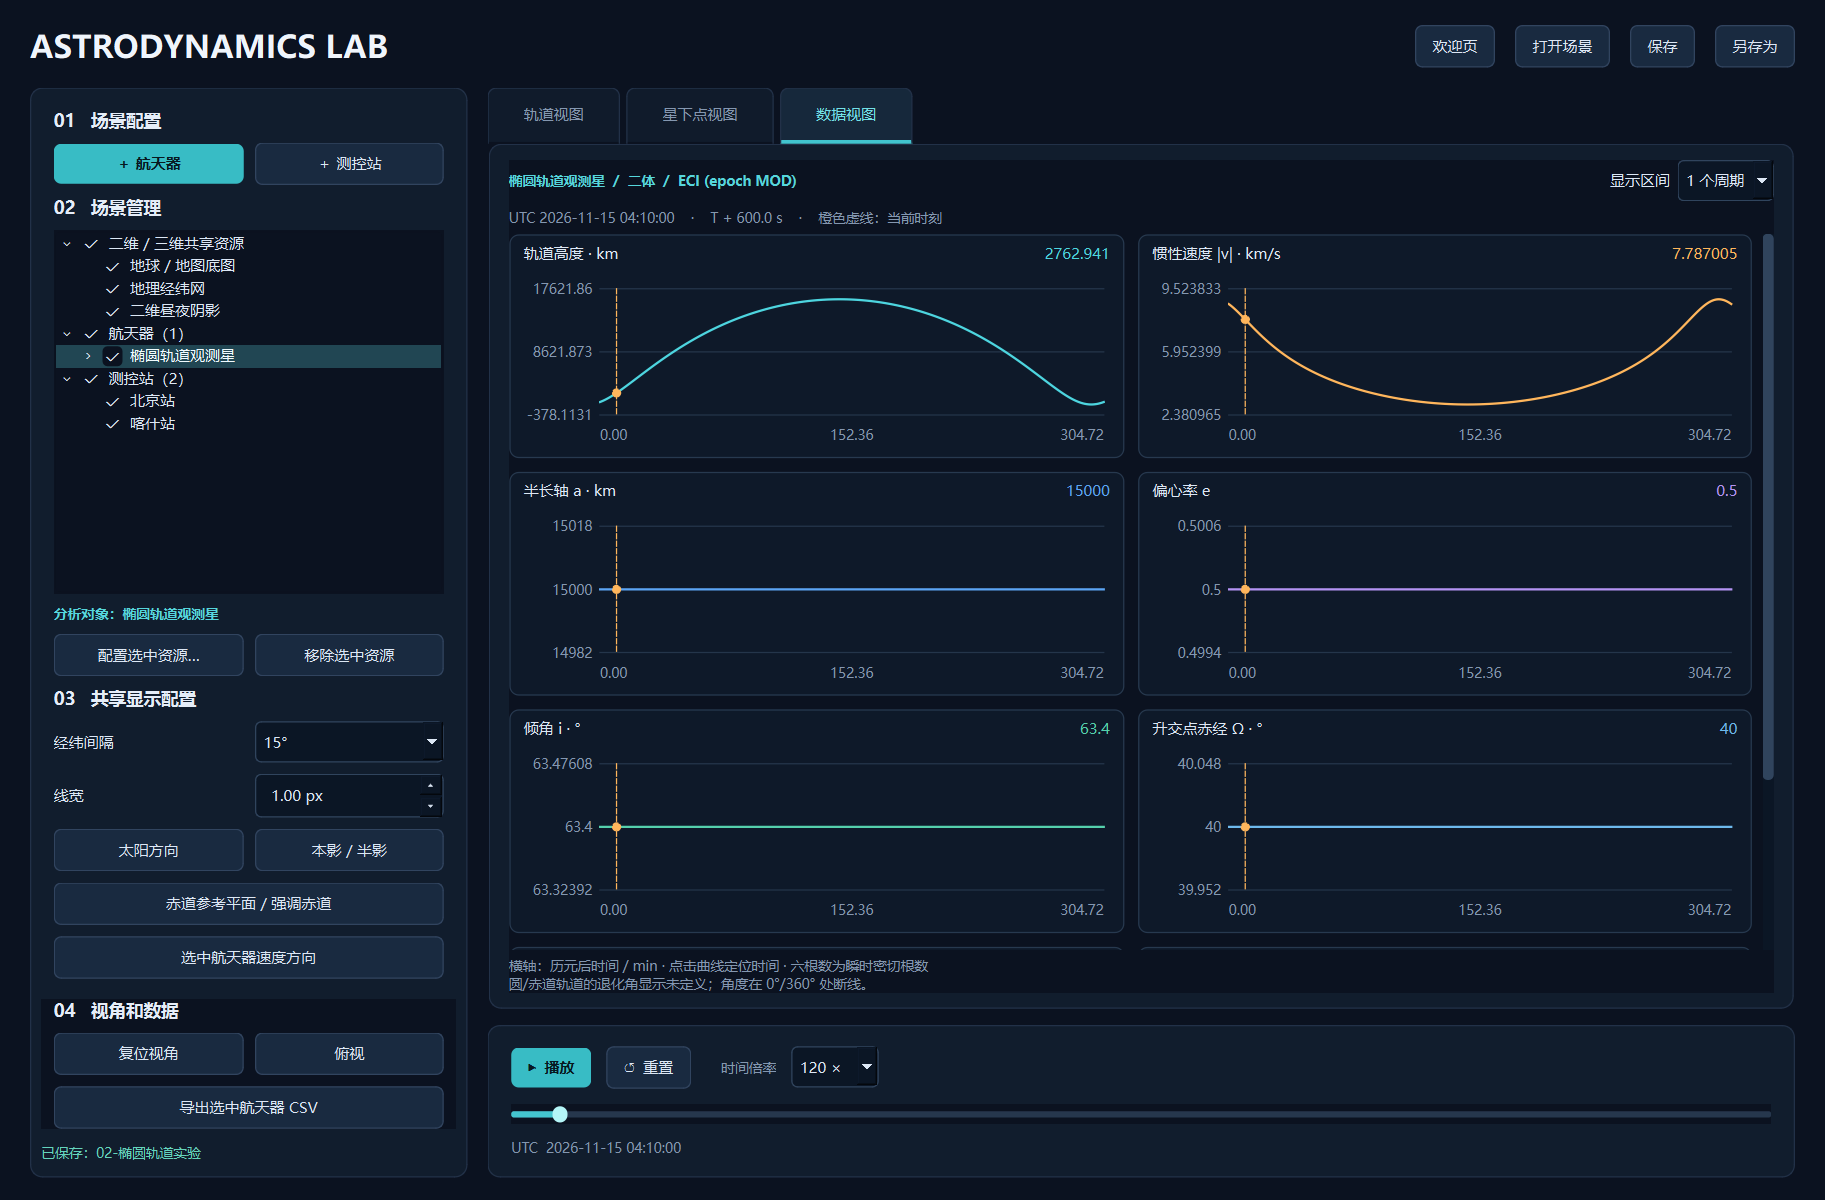 ASTRODYNAMICS LAB
欢迎页
打开场景
保存
另存为
01 场景配置
+ 航天器
+ 测控站
02 场景管理
二维 / 三维共享资源
地球 / 地图底图
地理经纬网
二维昼夜阴影
航天器 (1)
椭圆轨道观测星
测控站 (2)
北京站
喀什站
分析对象：椭圆轨道观测星
配置选中资源...
移除选中资源
03 共享显示配置
经纬间隔
15°
线宽
1.00 px
太阳方向
本影 / 半影
赤道参考平面 / 强调赤道
选中航天器速度方向
04 视角和数据
复位视角
俯视
导出选中航天器 CSV
已保存：02-椭圆轨道实验
轨道视图
星下点视图
数据视图
椭圆轨道观测星 / 二体 / ECI (epoch MOD)
显示区间
1 个周期
UTC 2026-11-15 04:10:00 · T + 600.0 s · 橙色虚线：当前时刻
轨道高度 · km
2762.941
17621.86
8621.873
-378.1131
0.00
152.36
304.72
惯性速度 |v| · km/s
7.787005
9.523833
5.952399
2.380965
0.00
152.36
304.72
半长轴 a · km
15000
15018
15000
14982
0.00
152.36
304.72
偏心率 e
0.5
0.5006
0.5
0.4994
0.00
152.36
304.72
倾角 i · °
63.4
63.47608
63.4
63.32392
0.00
152.36
304.72
升交点赤经 Ω · °
40
40.048
40
39.952
0.00
152.36
304.72
横轴：历元后时间 / min · 点击曲线定位时间 · 六根数为瞬时密切根数
圆/赤道轨道的退化角显示未定义；角度在 0°/360° 处断线。
播放
重置
时间倍率
120 ×
UTC 2026-11-15 04:10:00